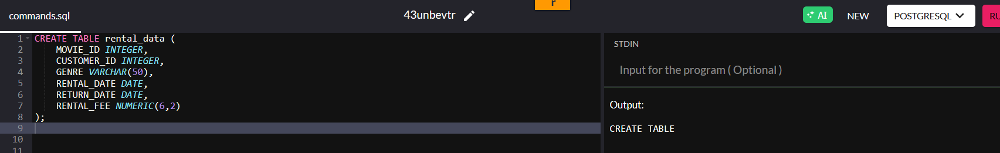 commands.sql
43unbevtr
r
AI
NEW
POSTGRESQL
RU
1 CREATE TABLE rental_data (
2 MOVIE_ID INTEGER,
3 CUSTOMER_ID INTEGER,
4 GENRE VARCHAR(50),
5 RENTAL_DATE DATE,
6 RETURN_DATE DATE,
7 RENTAL_FEE NUMERIC(6,2)
8 );
9
10
11
STDIN
Input for the program ( Optional )
Output:
CREATE TABLE